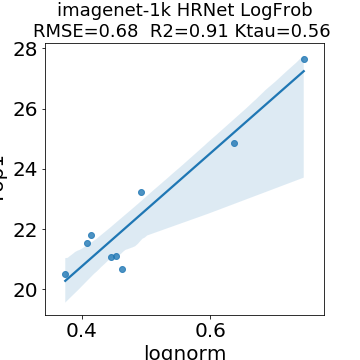 imagenet-1k HRNet LogFrob
RMSE=0.68  R2=0.91 Ktau=0.56
28
26
24
22
20
0.4
0.6
lognorm